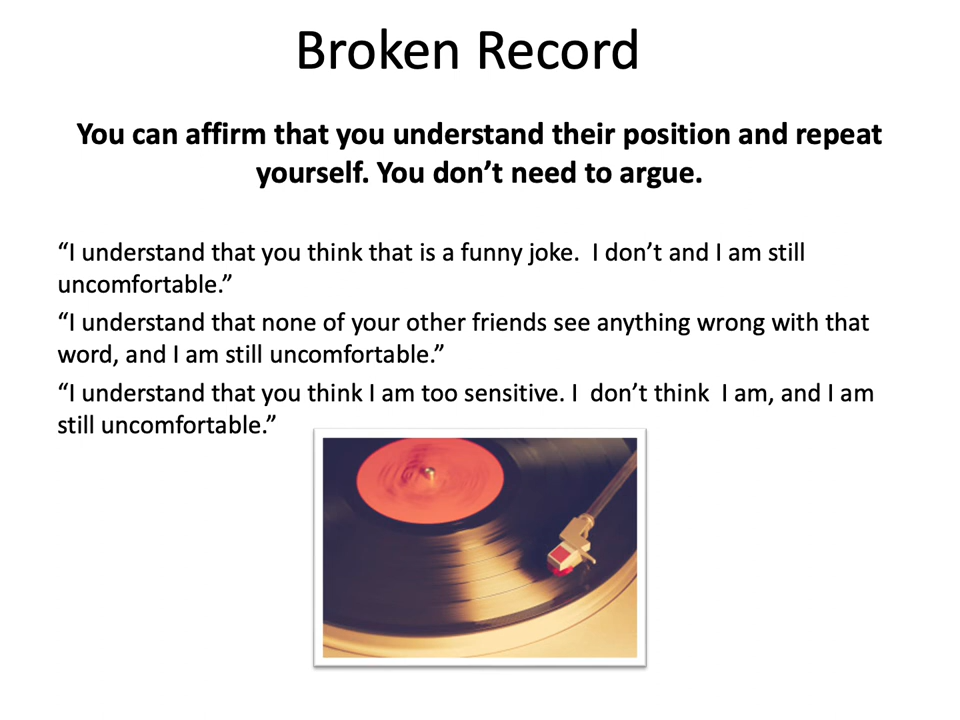 Broken Record
You can affirm that you understand their position and repeat
yourself. You don’t need to argue.
“I understand that you think that is a funny joke.  I don’t and I am still
uncomfortable.”
“I understand that none of your other friends see anything wrong with that
word, and I am still uncomfortable.”
“I understand that you think I am too sensitive. I  don’t think  I am, and I am
still uncomfortable.”